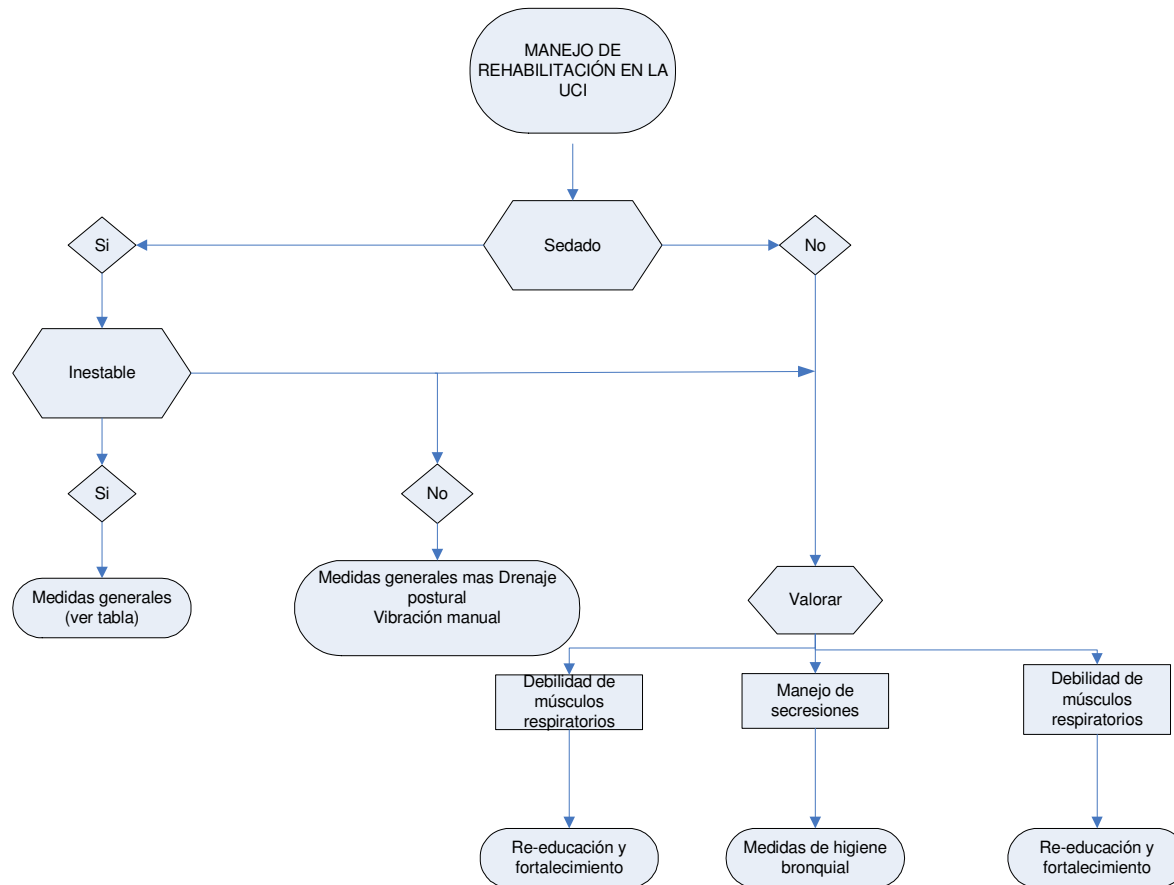 MANEJO DE
REHABILITACIÓN EN LA
UCI
Si
Sedado
No
Inestable
Si
No
Medidas generales
(ver tabla)
Medidas generales mas Drenaje
postural
Vibración manual
Valorar
Debilidad de
músculos
respiratorios
Manejo de
secresiones
Debilidad de
músculos
respiratorios
Re-educación y
fortalecimiento
Medidas de higiene
bronquial
Re-educación y
fortalecimiento